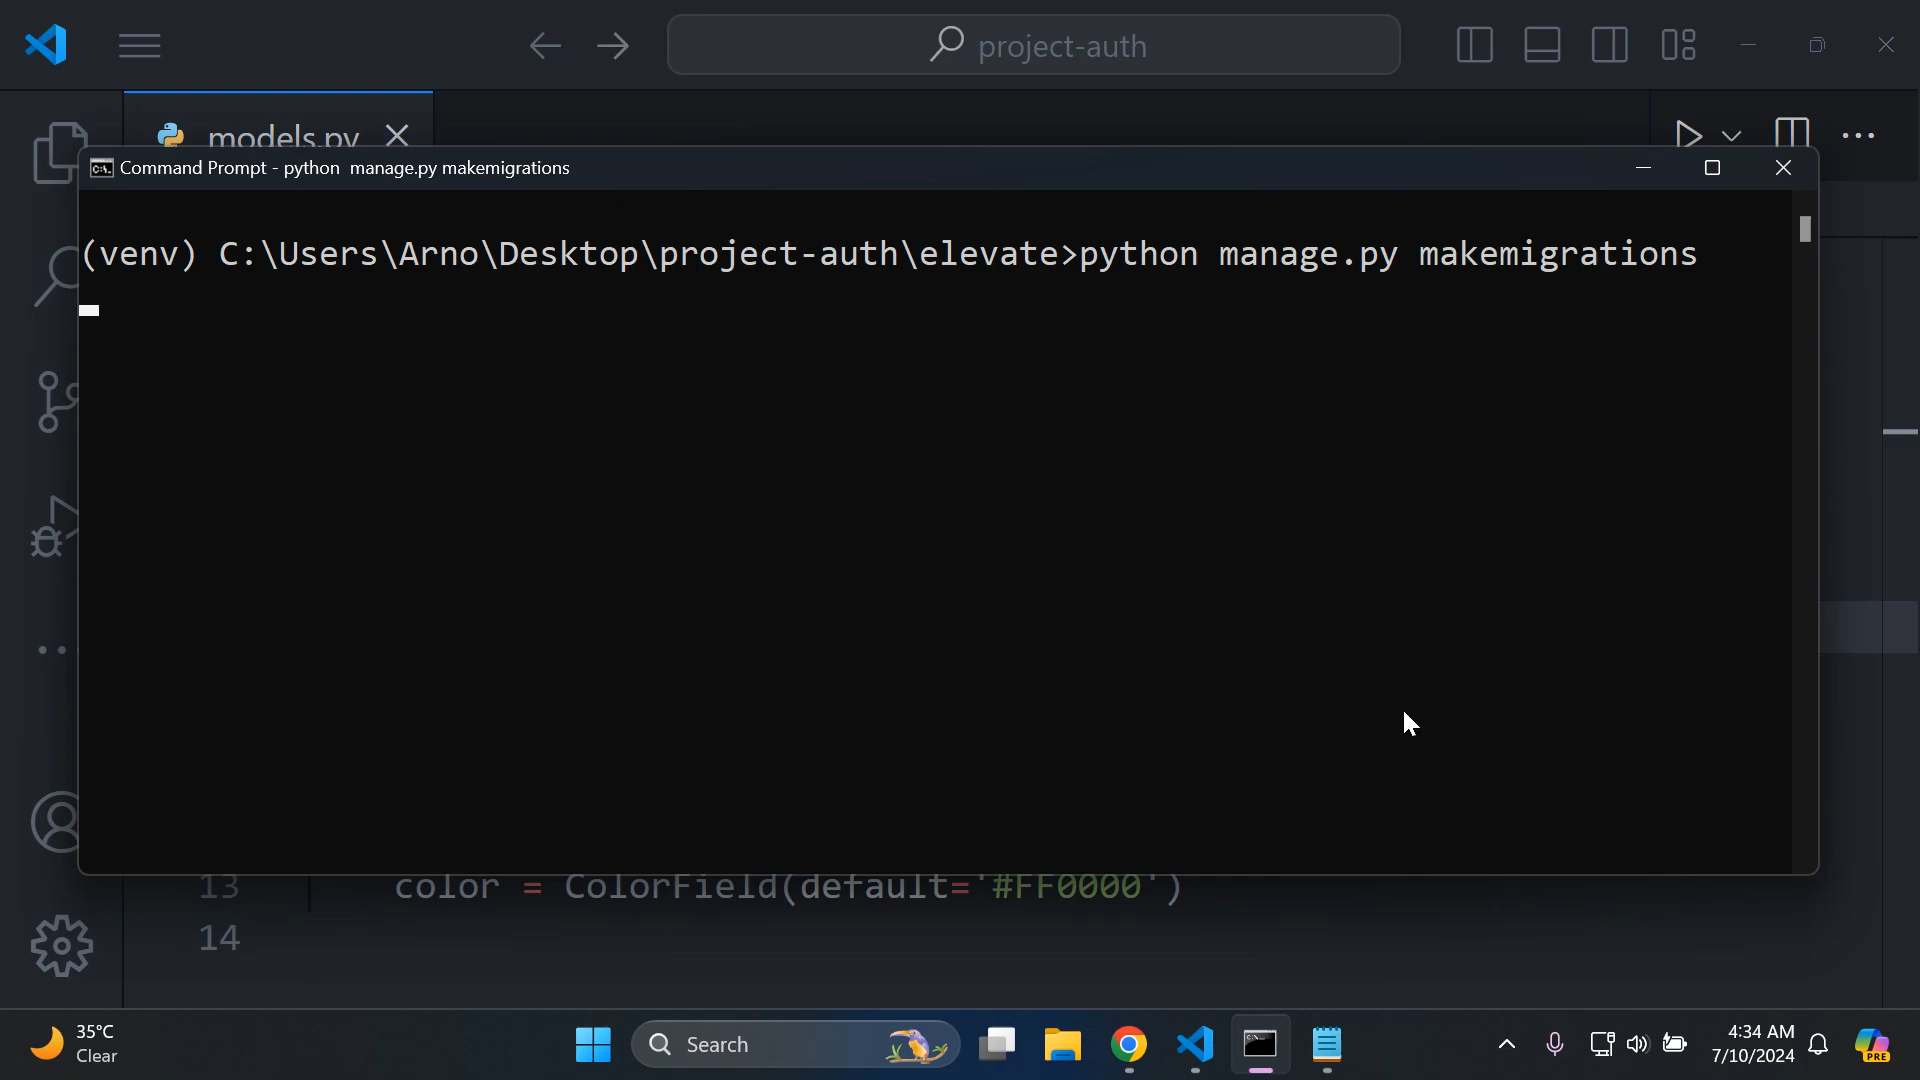 project-auth
models.py
Command Prompt - python  manage.py makemigrations
(venv) C:\Users\Arno\Desktop\project-auth\elevate>python manage.py makemigrations
13 color = ColorField(default='#FF0000')
14
35°C
Clear
Search
4:34 AM
7/10/2024
PRE